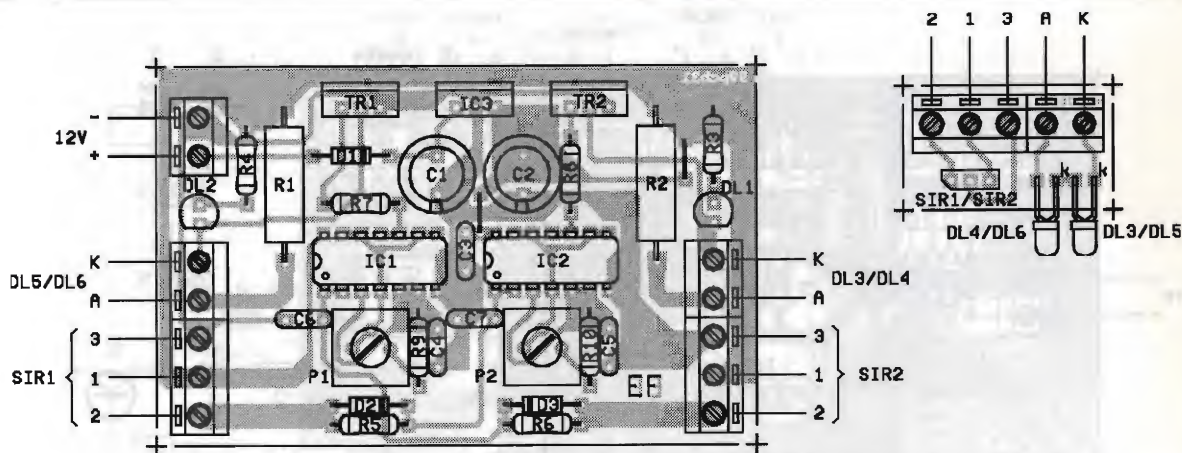 2 1 3 A K
TR1 IC3 TR2
12V - +
R4
R1
D1
C1
C2
R8
R2
R3
DL2
DL1
R7
SIR1/SIR2
k k
DL4/DL6
DL3/DL5
IC1
C3
IC2
DL5/DL6 K A
K A DL3/DL4
C6
C7
R9
C4
R10
C5
P1
P2
EF
SIR1 3 1 2
3 1 2 SIR2
D2
D3
R5
R6